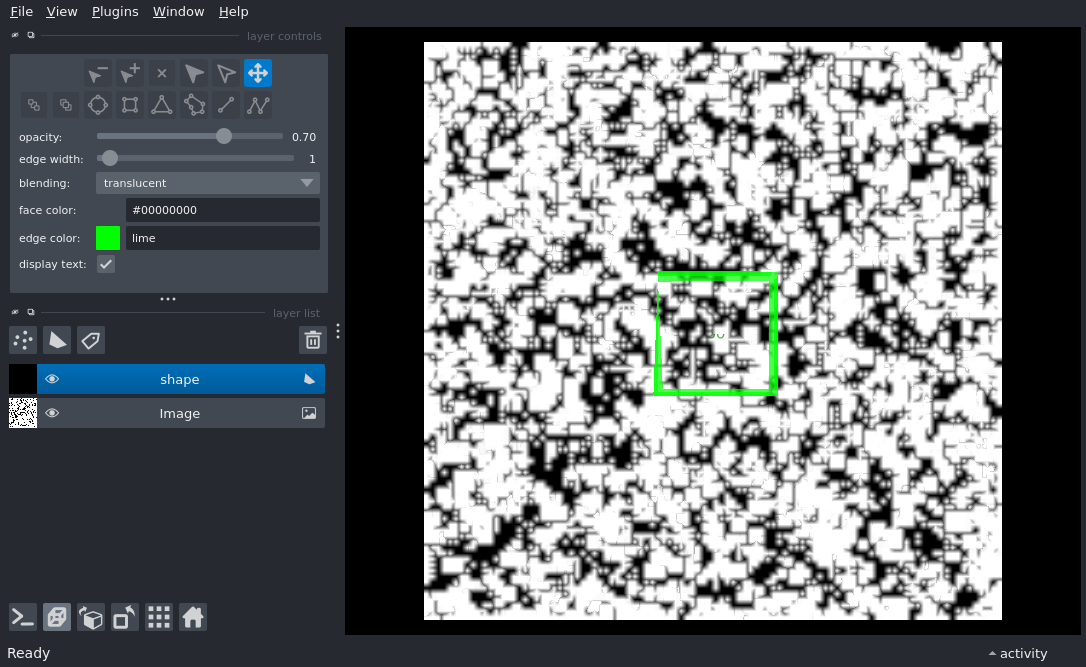 File View Plugins Window Help
layer controls
opacity: 0.70
edge width: 1
blending: translucent
face color: #00000000
edge color: lime
display text:
layer list
shape
Image
Ready
activity